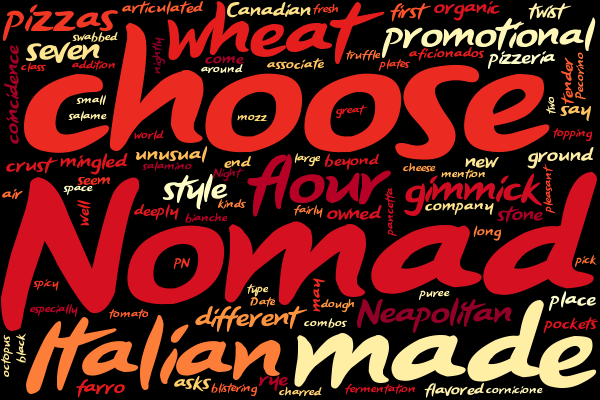 pizzas
articulated
Canadian
fresh
first
organic
twist
swabbed
seven
class
addition
nightly
wheat
come
around
associate
truffle
plates
promotional
aficionados
pizzeria
tender
Pecorino
coincidence
choose
small
salame
world
mozz
great
two
say
topping
crust
mingled
unusual
salamino
end
Night
large
beyond
cheese
new
mention
ground
seem
air
space
well
style
deeply
kinds
bianche
flour
fairly
owned
pancetta
gimmick
company
stone
pleasant
long
Nomad
PN
pick
spicy
especially
tomato
type
Date
may
dough
puree
place
different
combos
Neapolitan
pockets
octopus
black
Italian
made
farro
asks
blistering
rye
charred
fermentation
flavored
cornicione